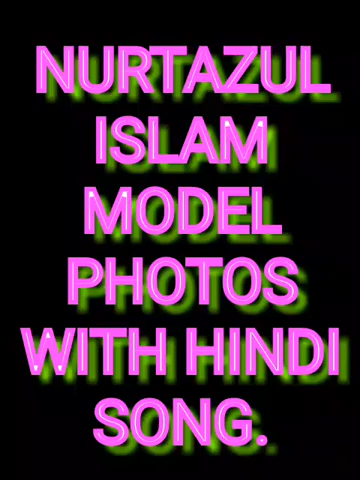 NURTAZUL
ISLAM
MODEL
PHOTOS
WITH HINDI
SONG.